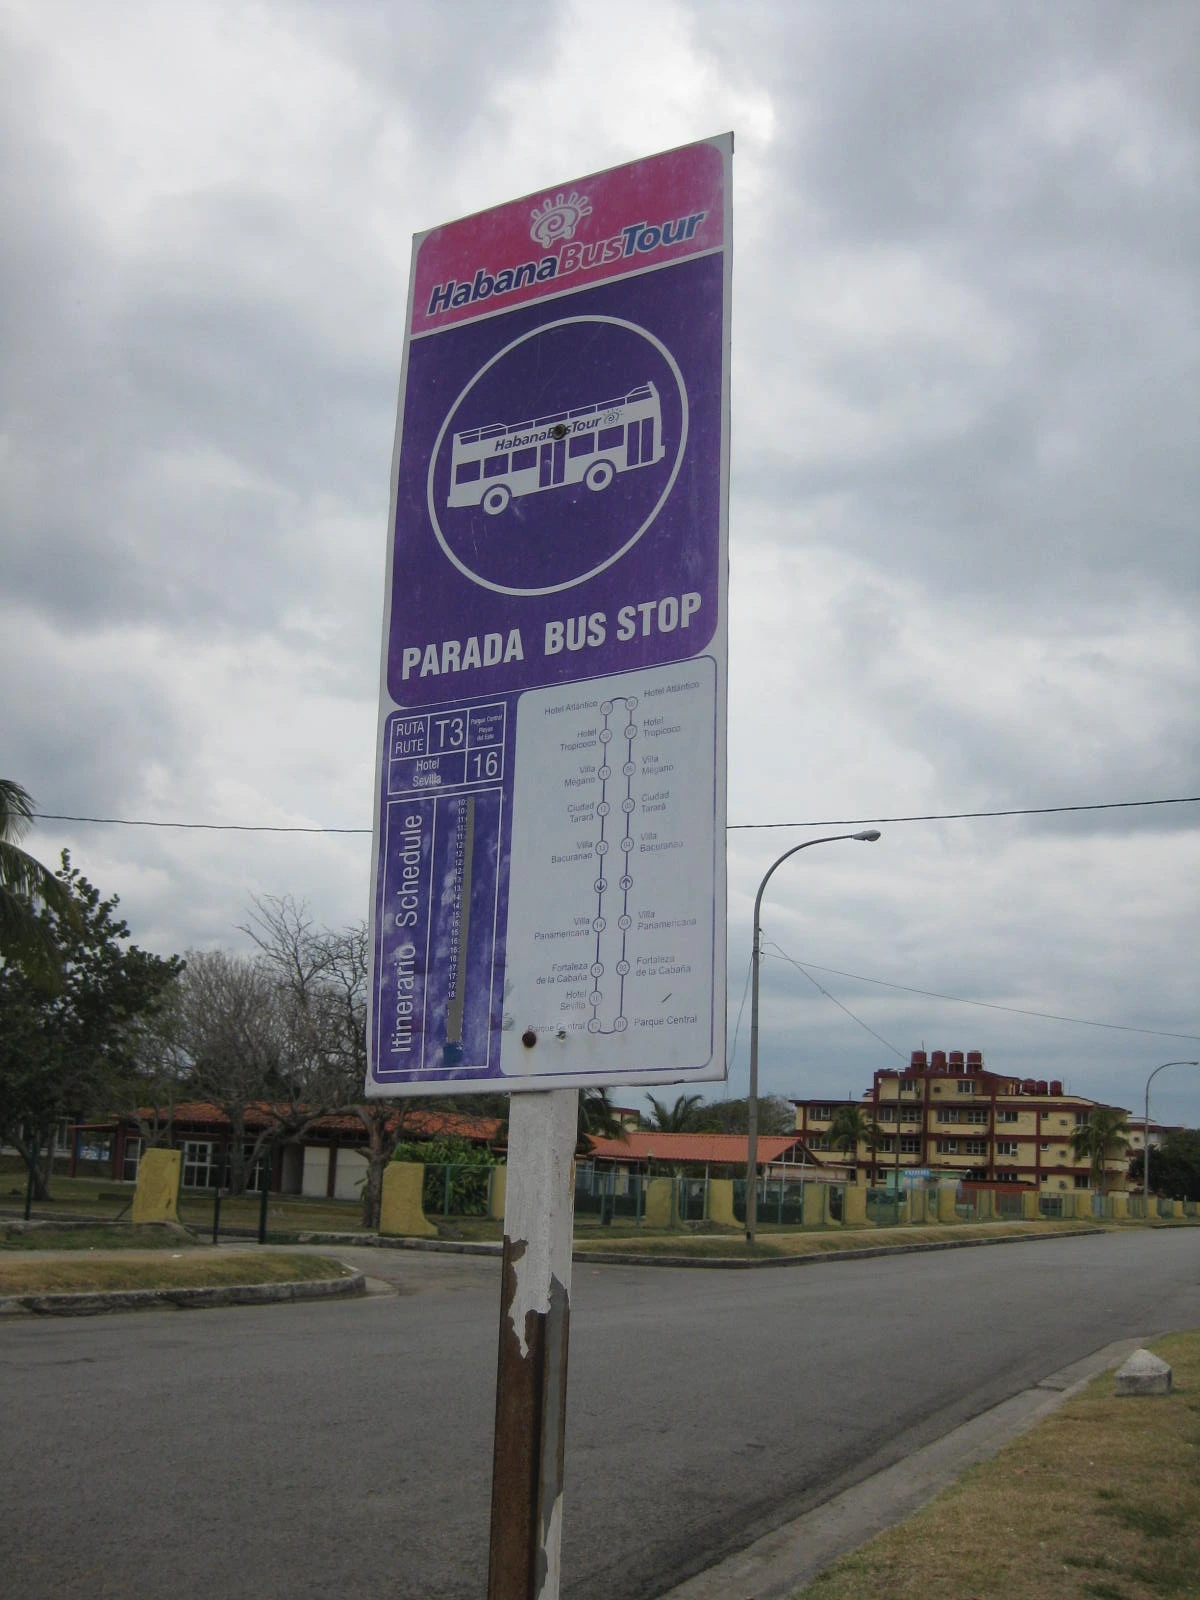 HabanaBusTour
HabanaBusTour
PARADA BUS STOP
RUTA
RUTE
T3
Parque Central
Playas
del Este
Hotel
Sevilla
16
Itinerario Schedule
Hotel Atlántico
Hotel
Tropicoco
Villa
Mégano
Ciudad
Tarará
Villa
Bacuranao
Villa
Panamericana
Fortaleza
de la Cabaña
Hotel
Sevilla
Parque Central
Hotel Atlántico
Hotel
Tropicoco
Villa
Mégano
Ciudad
Tarará
Villa
Bacuranao
Villa
Panamericana
Fortaleza
de la Cabaña
Parque Central